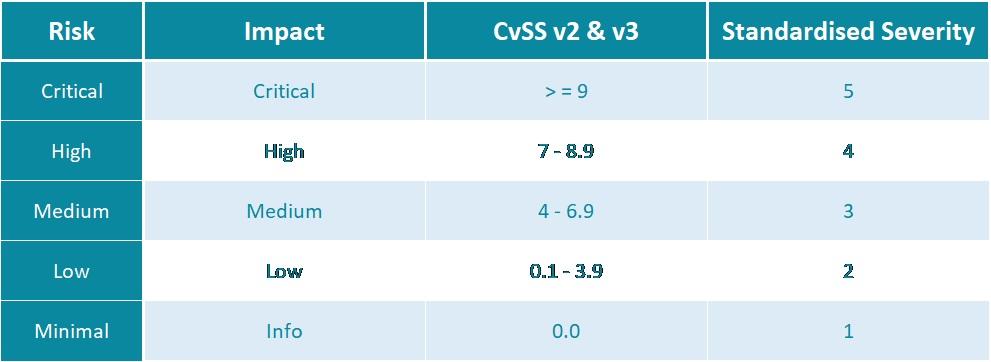 Risk Impact CvSS v2 & v3 Standardised Severity
Critical Critical > = 9 5
High High 7 - 8.9 4
Medium Medium 4 - 6.9 3
Low Low 0.1 - 3.9 2
Minimal Info 0.0 1